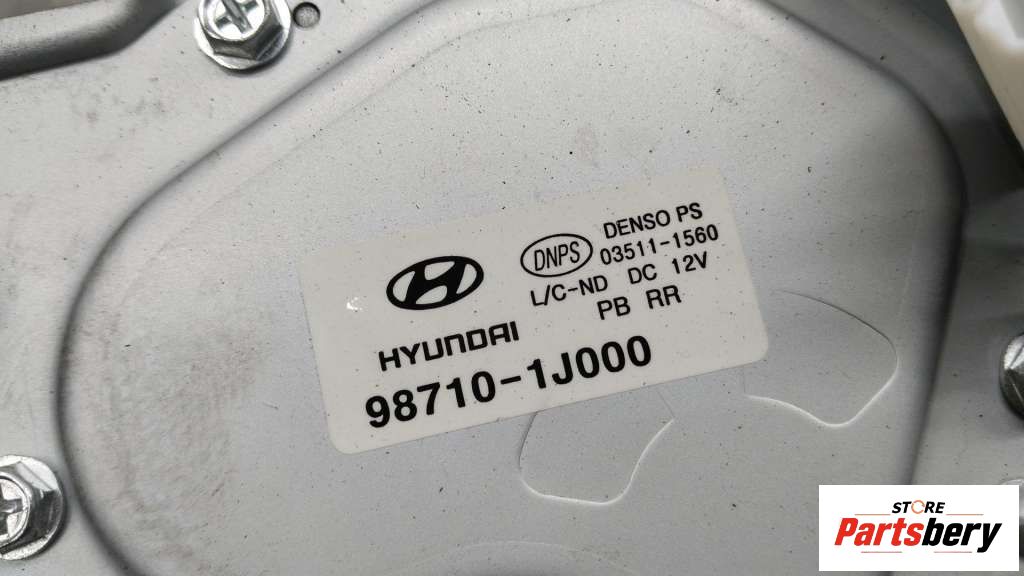 DENSO PS
DNPS 03511-1560
L/C-ND DC 12V
PB RR
HYUNDAI
98710-1J000
STORE
Partsbery